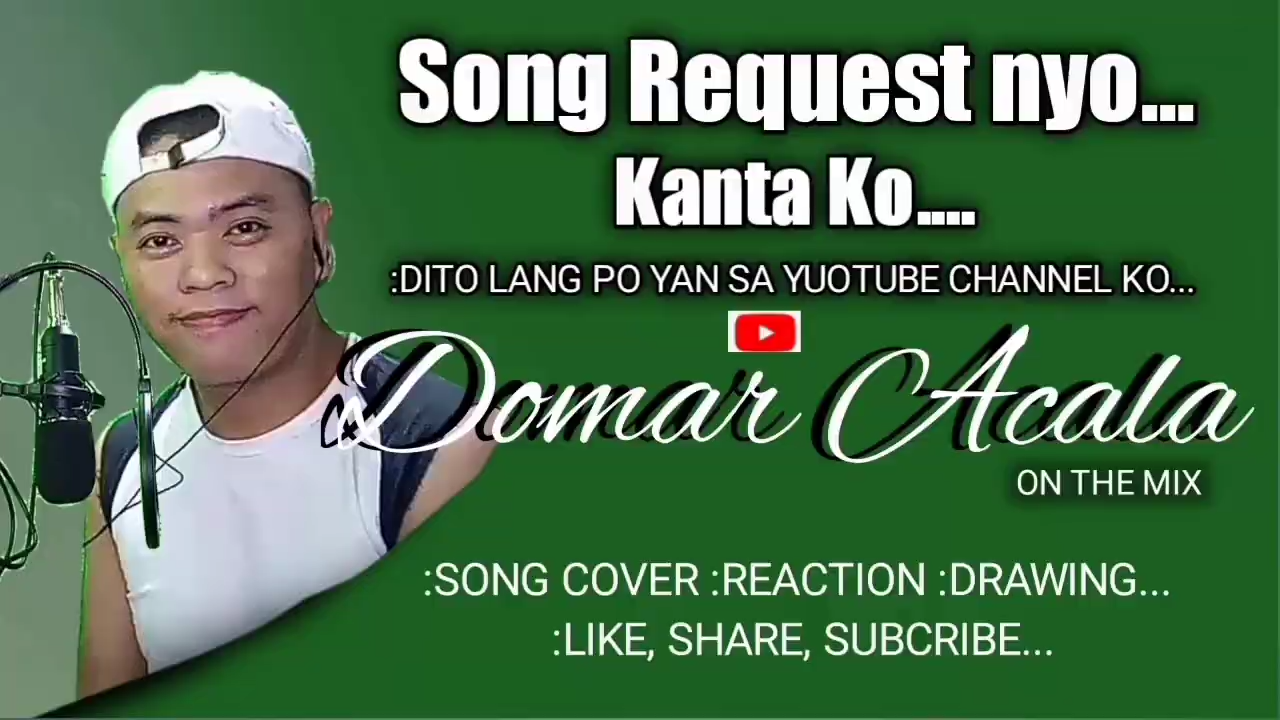 Song Request nyo...
Kanta Ko....
:DITO LANG PO YAN SA YUOTUBE CHANNEL KO...
Domar Acala
ON THE MIX
:SONG COVER :REACTION :DRAWING...
:LIKE, SHARE, SUBCRIBE...